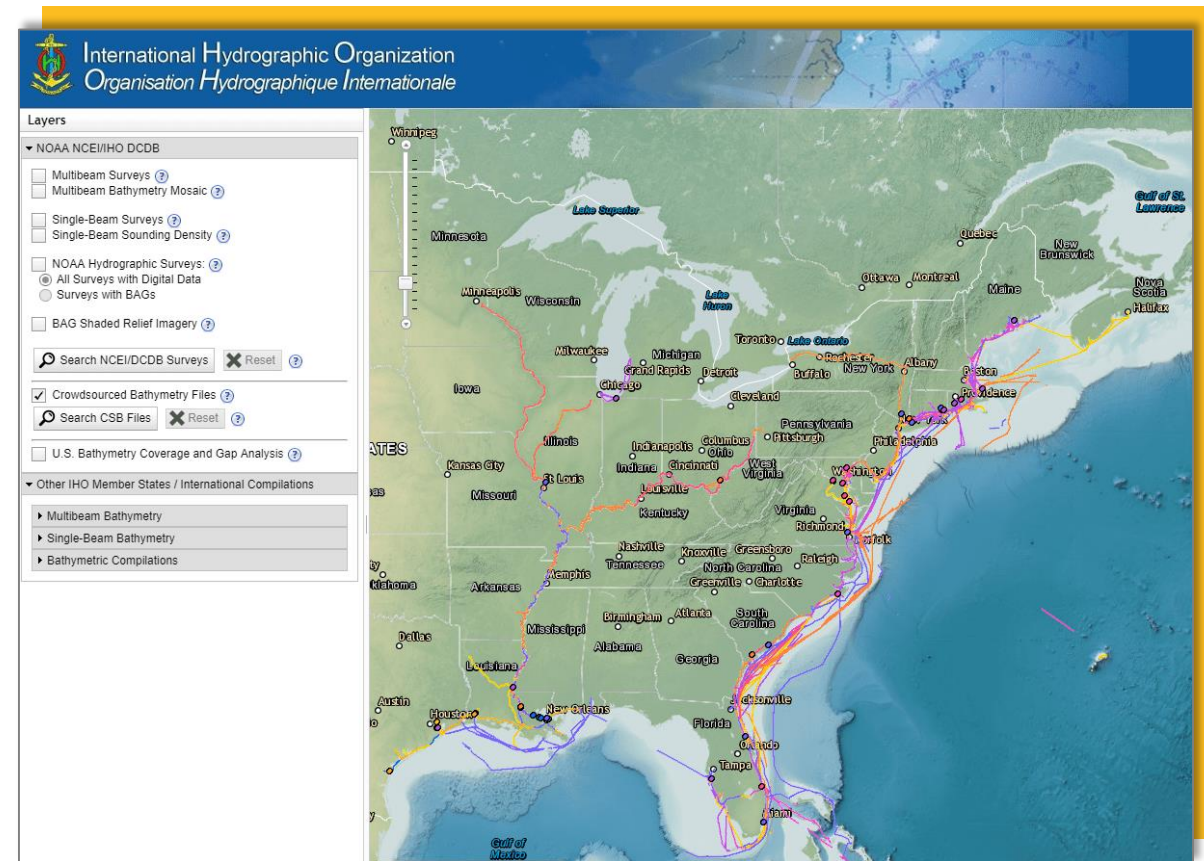 International Hydrographic Organization
Organisation Hydrographique Internationale
Layers
NOAA NCEI/IHO DCDB
Multibeam Surveys
Multibeam Bathymetry Mosaic
Single-Beam Surveys
Single-Beam Sounding Density
NOAA Hydrographic Surveys:
All Surveys with Digital Data
Surveys with BAGs
BAG Shaded Relief Imagery
Search NCEI/DCDB Surveys Reset
Crowdsourced Bathymetry Files
Search CSB Files Reset
U.S. Bathymetry Coverage and Gap Analysis
Other IHO Member States / International Compilations
Multibeam Bathymetry
Single-Beam Bathymetry
Bathymetric Compilations
Winnipeg
Gulf of St.
Lawrence
Lake Superior
Minnesota
Quebec
New
Brunswick
Ottawa
Montreal
Maine
Nova
Scotia
Halifax
Minneapolis
Wisconsin
Lake
Huron
Toronto
Lake Ontario
Rochester
Milwaukee
Michigan
Grand Rapids
Detroit
Buffalo
New York
Albany
Boston
Providence
Iowa
Chicago
Cleveland
Pennsylvania
Pittsburgh
Philadelphia
Illinois
Indianapolis
Columbus
Ohio
ATES
Kansas City
St Louis
Indiana
Cincinnati
West
Virginia
Washington
Missouri
Louisville
Kentucky
Virginia
Richmond
Norfolk
Nashville
Tennessee
Knoxville
Greensboro
Raleigh
North Carolina
Greenville
Charlotte
klahoma
Arkansas
Memphis
Birmingham
Atlanta
South
Carolina
Mississippi
Alabama
Georgia
Dallas
Louisiana
Austin
Houston
New Orleans
Jacksonville
Florida
Orlando
Tampa
Miami
Gulf of
Mexico